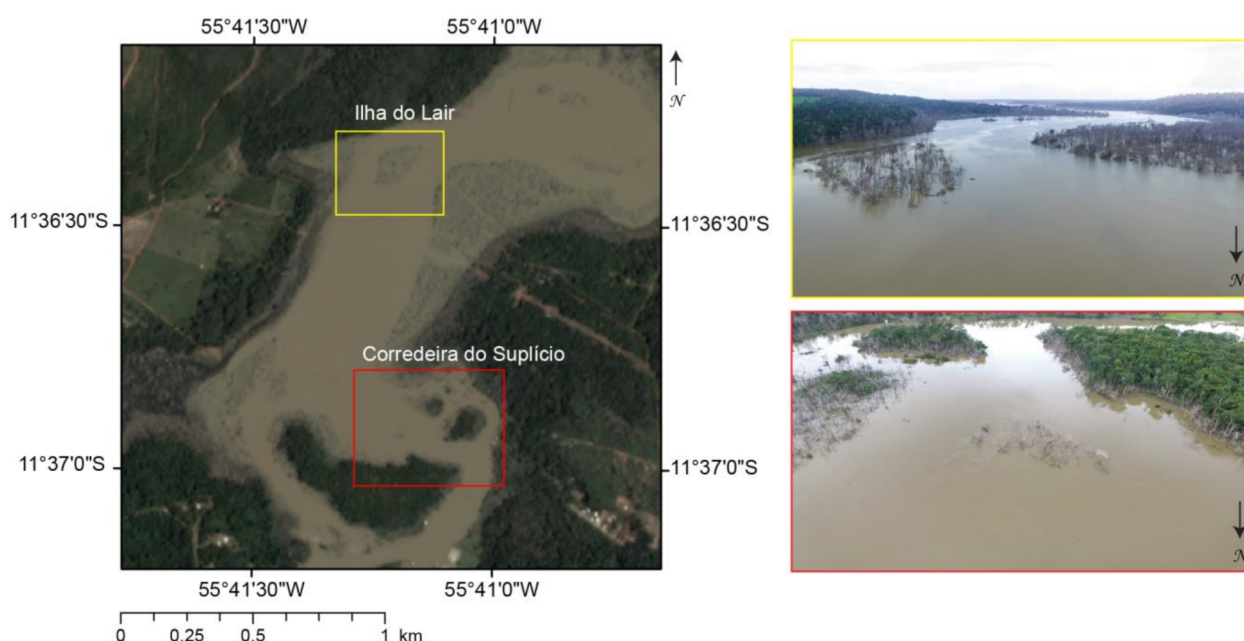 55°41'30"W
55°41'0"W
N
Ilha do Lair
11°36'30"S
11°36'30"S
N
Corredeira do Suplício
11°37'0"S
11°37'0"S
N
55°41'30"W
55°41'0"W
0 0.25 0.5 1 km